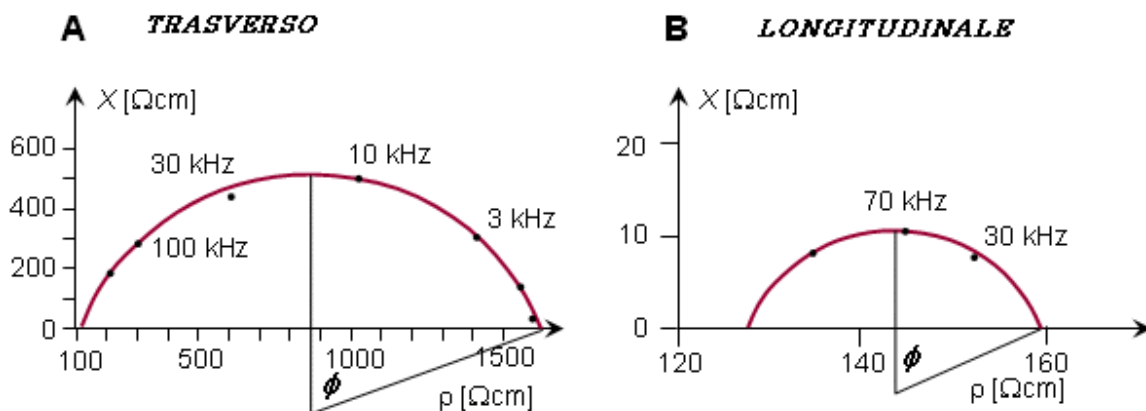 A TRASVERSO
X [Ωcm]
600
400
200
0
30 kHz
10 kHz
100 kHz
3 kHz
100 500 1000 1500
ϕ
ρ [Ωcm]
B LONGITUDINALE
X [Ωcm]
20
10
0
70 kHz
30 kHz
120 140 160
ϕ
ρ [Ωcm]